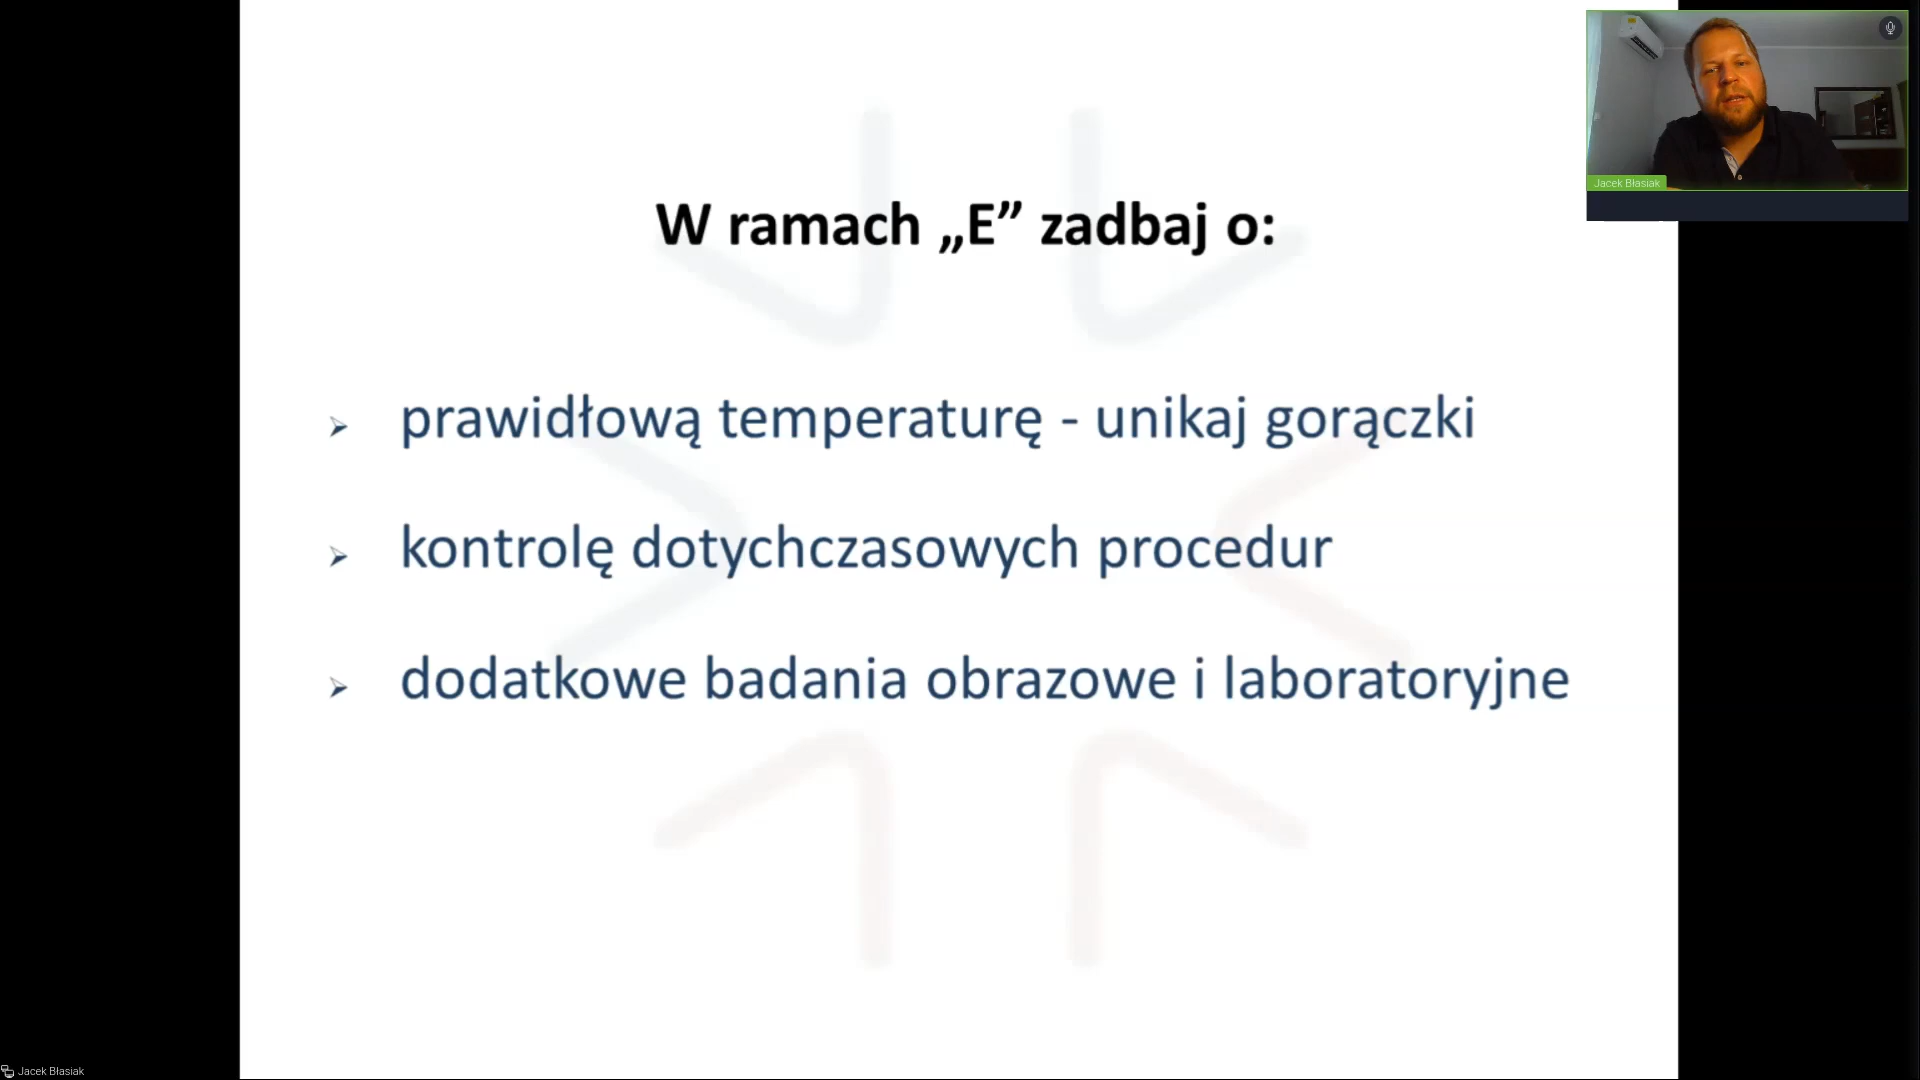 Jacek Błasiak
W ramach „E” zadbaj o:
prawidłową temperaturę - unikaj gorączki
kontrolę dotychczasowych procedur
dodatkowe badania obrazowe i laboratoryjne
Jacek Błasiak